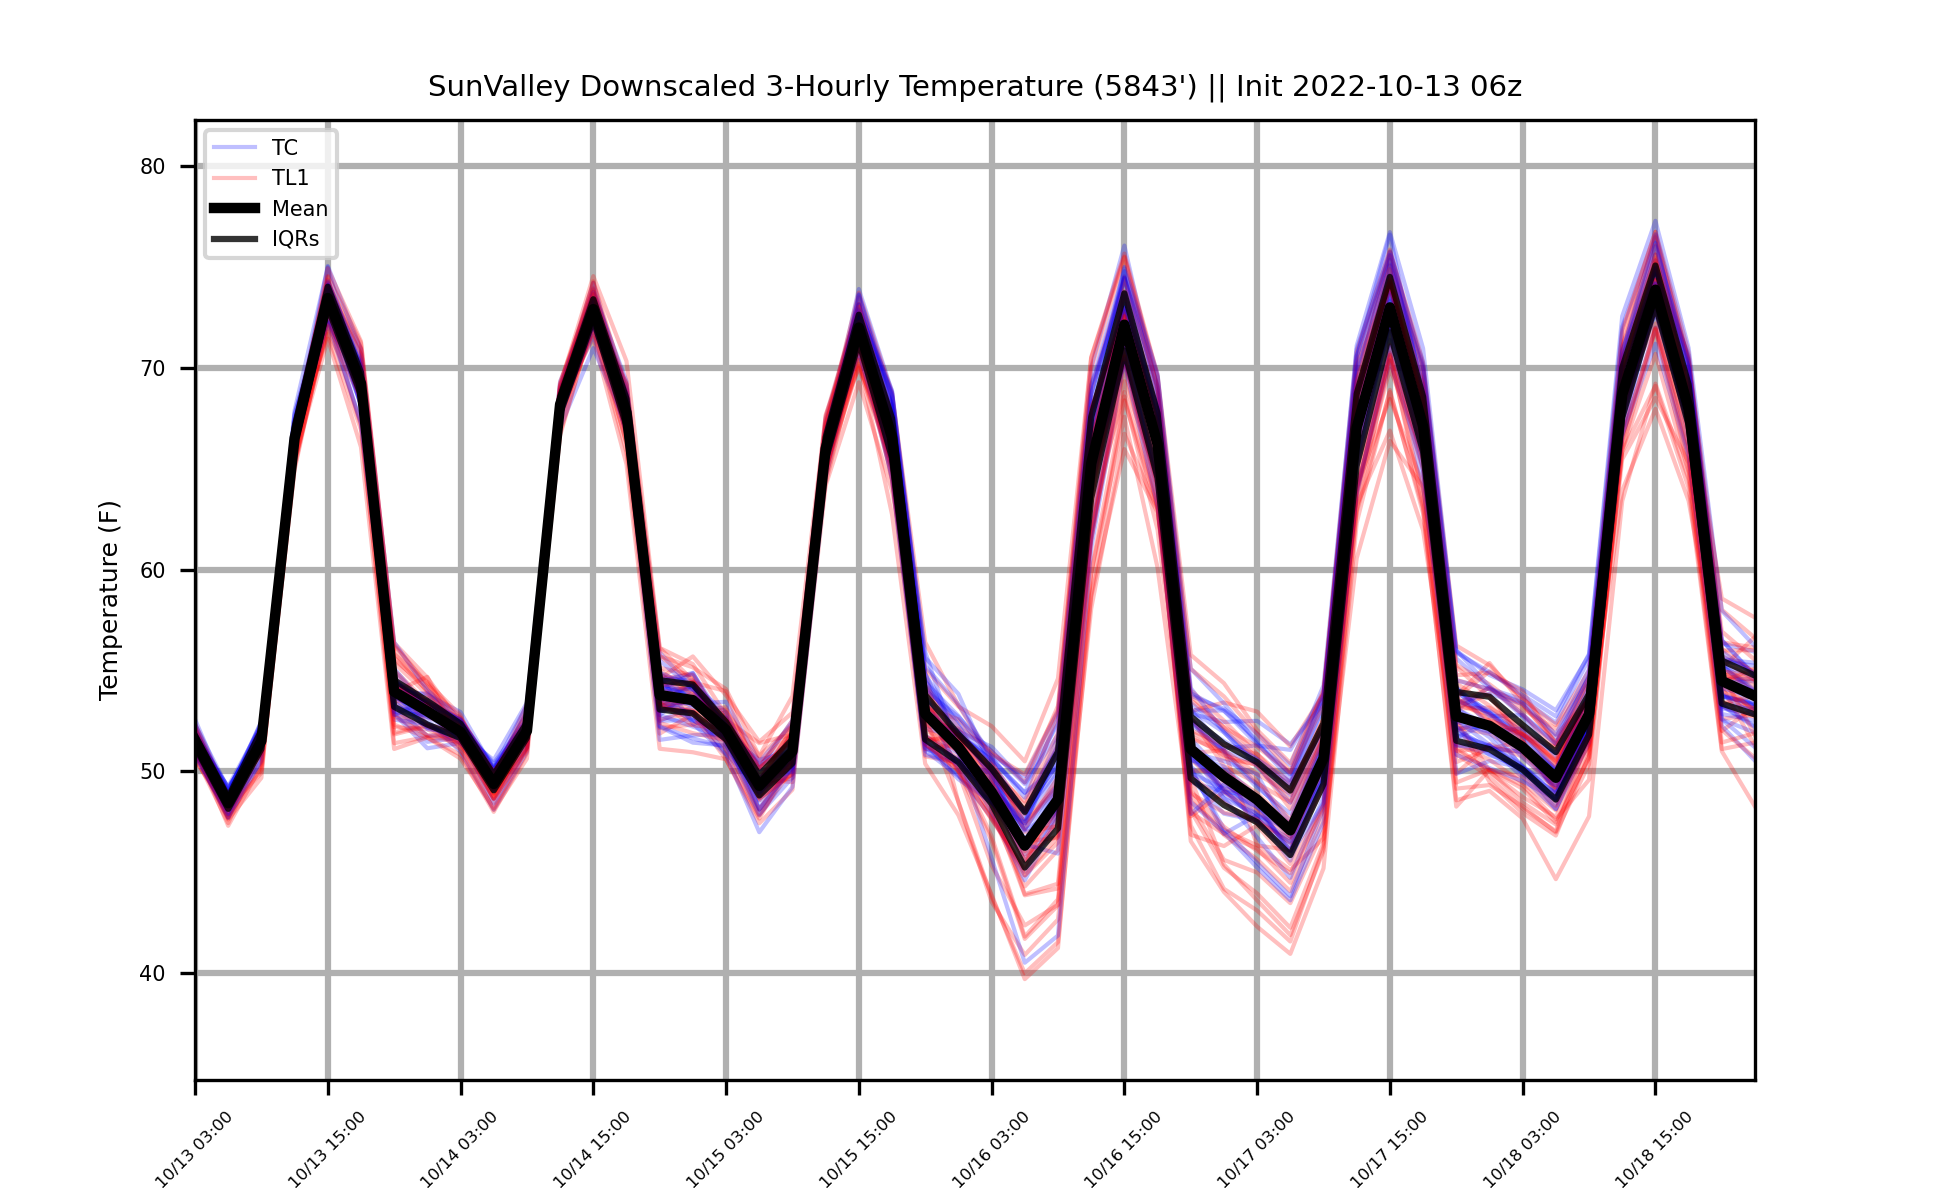 SunValley Downscaled 3-Hourly Temperature (5843') || Init 2022-10-13 06z
TC
TL1
Mean
IQRs
Temperature (F)
80
70
60
50
40
10/13 03:00
10/13 15:00
10/14 03:00
10/14 15:00
10/15 03:00
10/15 15:00
10/16 03:00
10/16 15:00
10/17 03:00
10/17 15:00
10/18 03:00
10/18 15:00